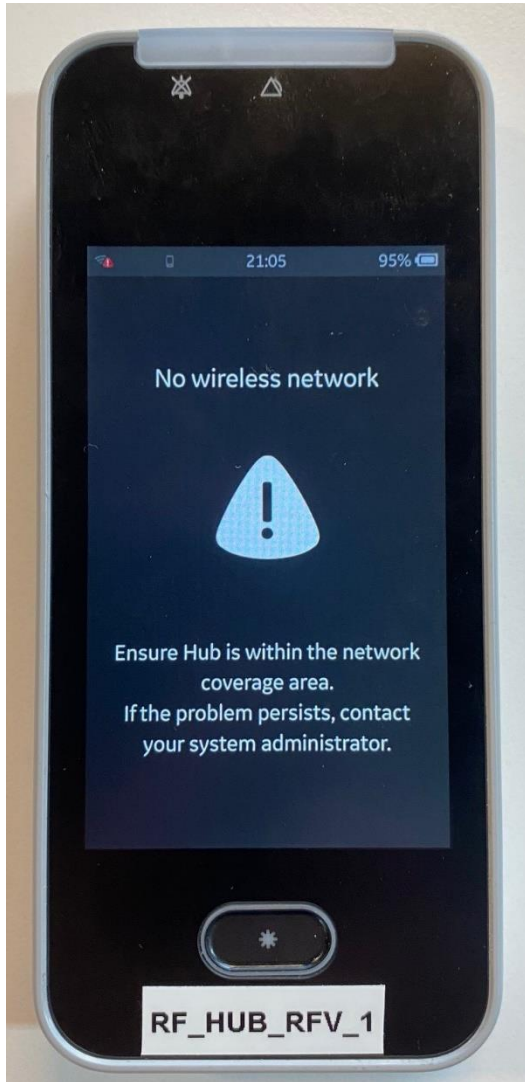 21:05 95%
No wireless network
Ensure Hub is within the network
coverage area.
If the problem persists, contact
your system administrator.
RF_HUB_RFV_1